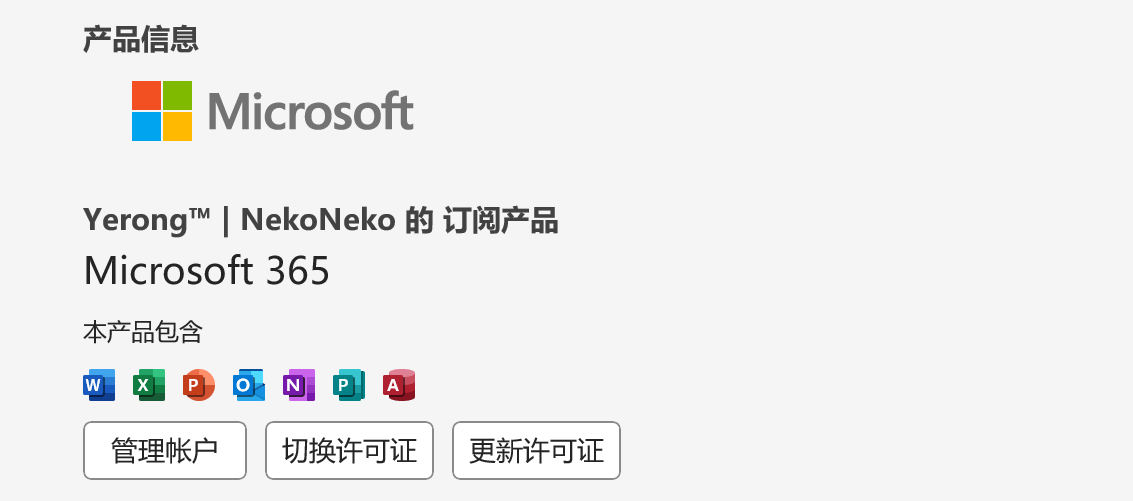 产品信息
Microsoft
Yerong™ | NekoNeko 的 订阅产品
Microsoft 365
本产品包含
W X P O N P A
管理帐户 切换许可证 更新许可证